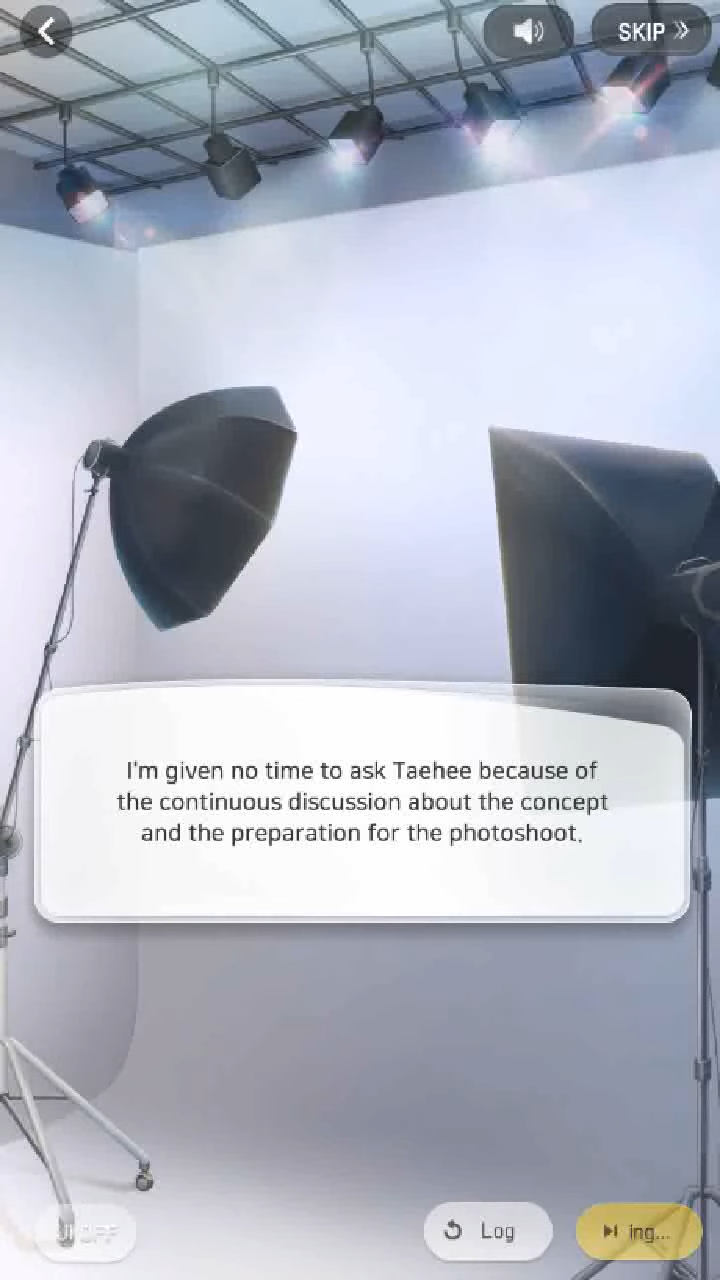 SKIP
I'm given no time to ask Taehee because of
the continuous discussion about the concept
and the preparation for the photoshoot.
Log
ing...